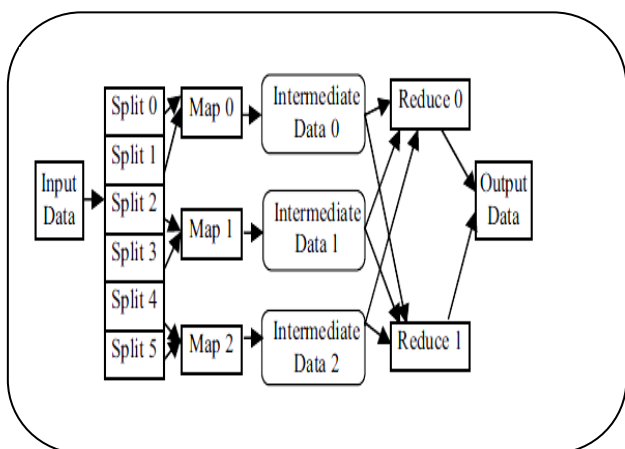 Input
Data
Split 0
Split 1
Split 2
Split 3
Split 4
Split 5
Map 0
Map 1
Map 2
Intermediate
Data 0
Intermediate
Data 1
Intermediate
Data 2
Reduce 0
Reduce 1
Output
Data